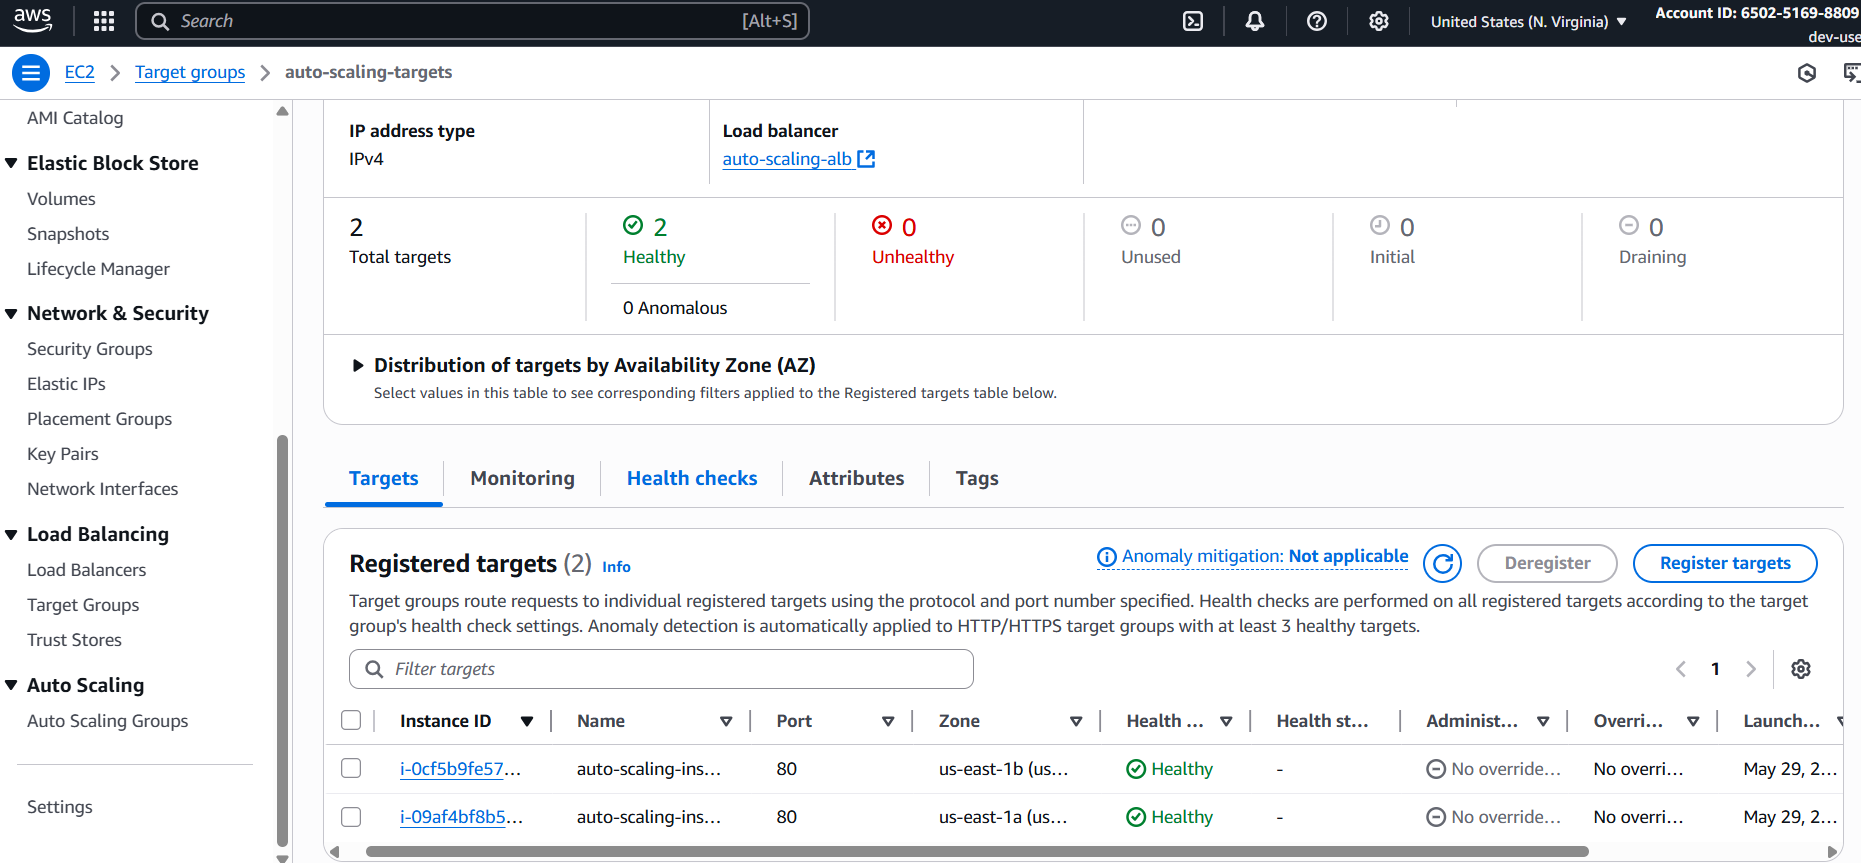 aws
Search
[Alt+S]
United States (N. Virginia)
Account ID: 6502-5169-8809
dev-use
EC2
Target groups
auto-scaling-targets
AMI Catalog
Elastic Block Store
Volumes
Snapshots
Lifecycle Manager
Network & Security
Security Groups
Elastic IPs
Placement Groups
Key Pairs
Network Interfaces
Load Balancing
Load Balancers
Target Groups
Trust Stores
Auto Scaling
Auto Scaling Groups
Settings
IP address type
IPv4
Load balancer
auto-scaling-alb
2
Total targets
2
Healthy
0 Anomalous
0
Unhealthy
0
Unused
0
Initial
0
Draining
Distribution of targets by Availability Zone (AZ)
Select values in this table to see corresponding filters applied to the Registered targets table below.
Targets
Monitoring
Health checks
Attributes
Tags
Registered targets (2) Info
Anomaly mitigation: Not applicable
Deregister
Register targets
Target groups route requests to individual registered targets using the protocol and port number specified. Health checks are performed on all registered targets according to the target
group's health check settings. Anomaly detection is automatically applied to HTTP/HTTPS target groups with at least 3 healthy targets.
Filter targets
1
Instance ID Name Port Zone Health ... Health st... Administ... Overri... Launch...
i-0cf5b9fe57... auto-scaling-ins... 80 us-east-1b (us... Healthy - No override... No overri... May 29, 2...
i-09af4bf8b5... auto-scaling-ins... 80 us-east-1a (us... Healthy - No override... No overri... May 29, 2...